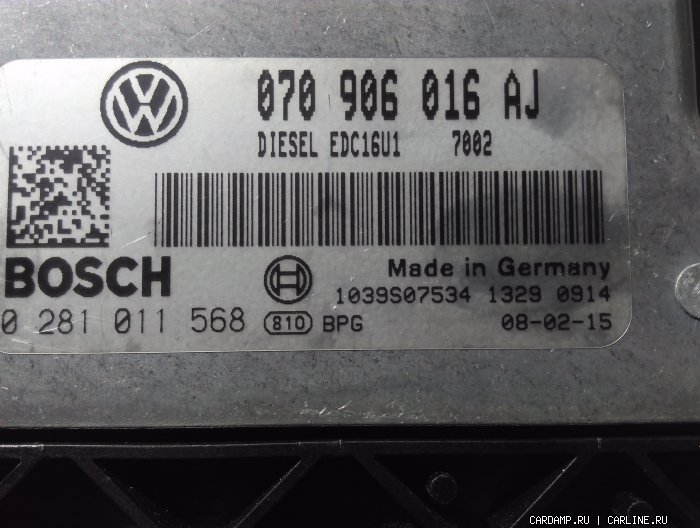 070 906 016 AJ
DIESEL EDC16U1 7002
BOSCH
Made in Germany
1039S07534 1329 0914
0 281 011 568 810 BPG 08-02-15
CARDAMP.RU | CARLINE.RU